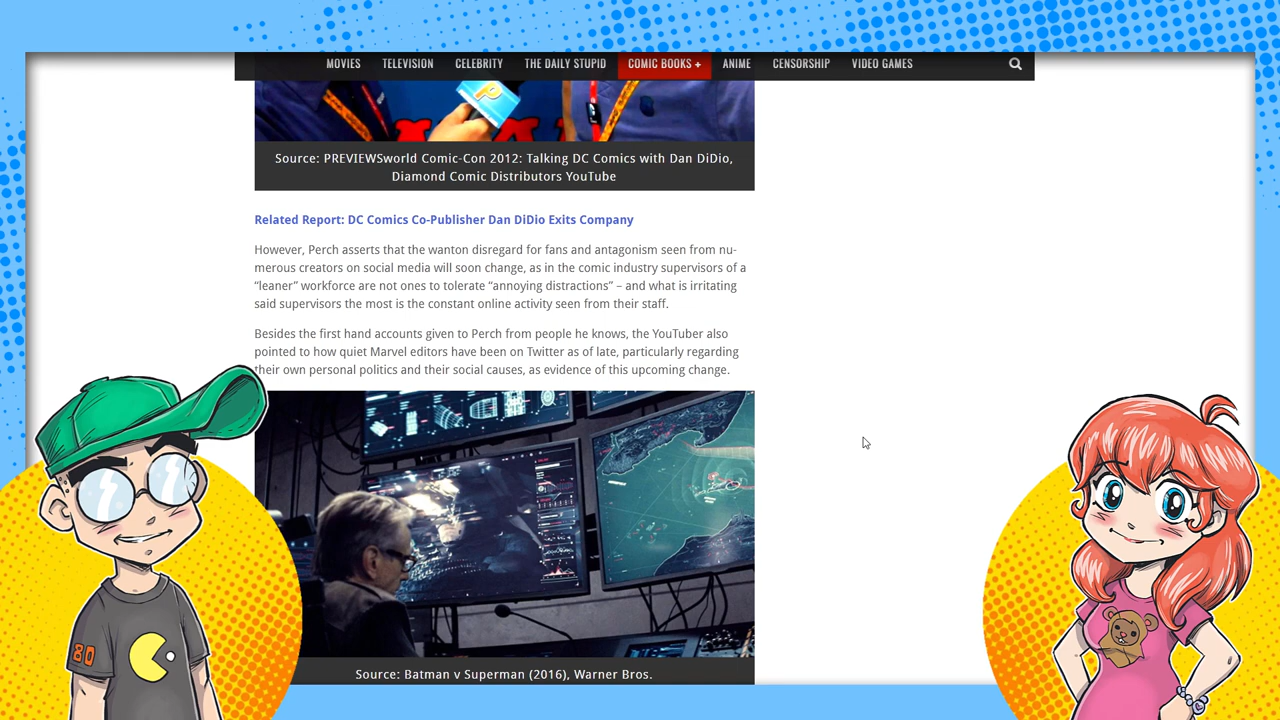 MOVIES TELEVISION CELEBRITY THE DAILY STUPID COMIC BOOKS + ANIME CENSORSHIP VIDEO GAMES
P
Source: PREVIEWSworld Comic-Con 2012: Talking DC Comics with Dan DiDio,
Diamond Comic Distributors YouTube
Related Report: DC Comics Co-Publisher Dan DiDio Exits Company
However, Perch asserts that the wanton disregard for fans and antagonism seen from nu-
merous creators on social media will soon change, as in the comic industry supervisors of a
“leaner” workforce are not ones to tolerate “annoying distractions” – and what is irritating
said supervisors the most is the constant online activity seen from their staff.
Besides the first hand accounts given to Perch from people he knows, the YouTuber also
pointed to how quiet Marvel editors have been on Twitter as of late, particularly regarding
their own personal politics and their social causes, as evidence of this upcoming change.
Source: Batman v Superman (2016), Warner Bros.
80